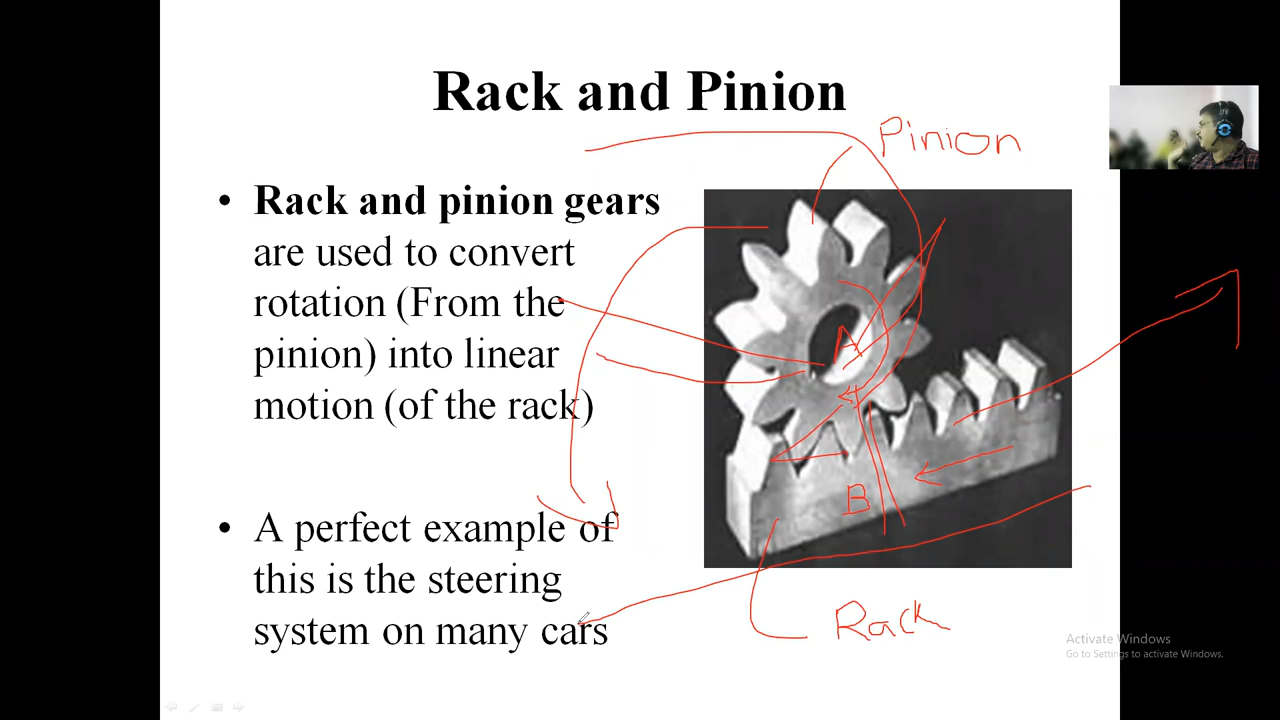 Rack and Pinion
Pinion
• Rack and pinion gears
are used to convert
rotation (From the
pinion) into linear
motion (of the rack)
A
B
• A perfect example of
this is the steering
system on many cars
Rack
Activate Windows
Go to Settings to activate Windows.